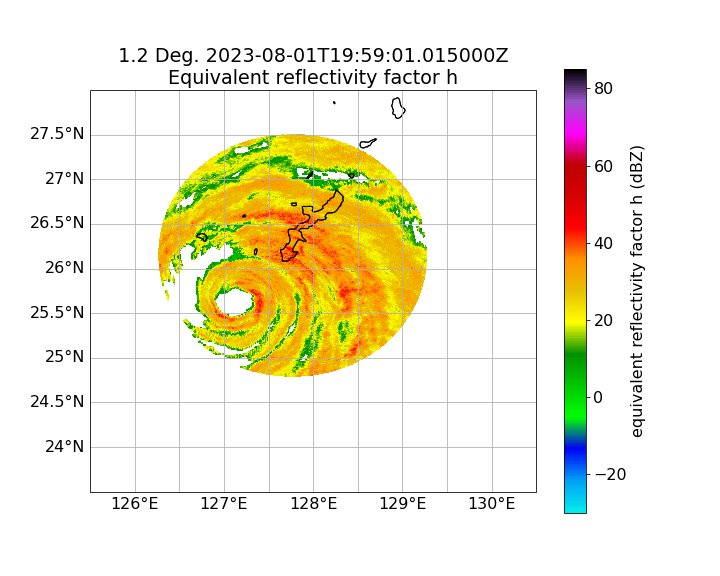 1.2 Deg. 2023-08-01T19:59:01.015000Z
Equivalent reflectivity factor h
27.5°N
27°N
26.5°N
26°N
25.5°N
25°N
24.5°N
24°N
126°E 127°E 128°E 129°E 130°E
80
60
40
20
0
−20
equivalent reflectivity factor h (dBZ)